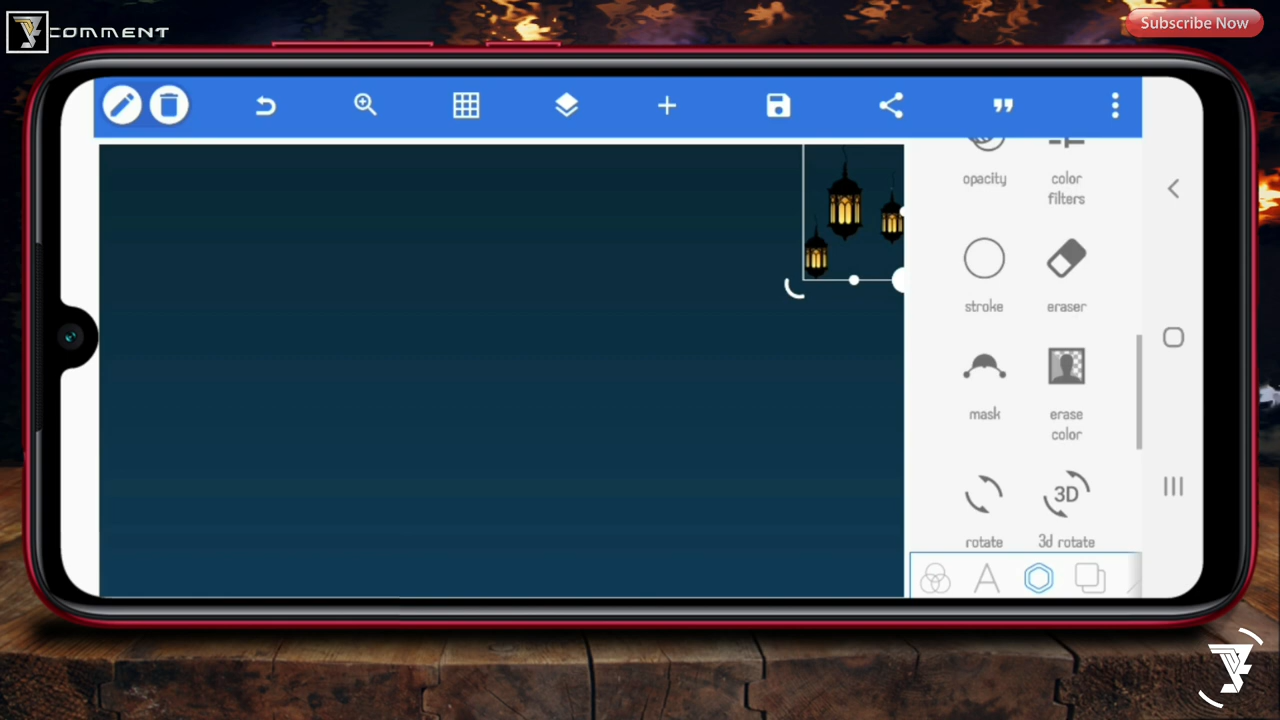 COMMENT
Subscribe Now
opacity
color
filters
stroke
eraser
mask
erase
color
3D
rotate
3d rotate